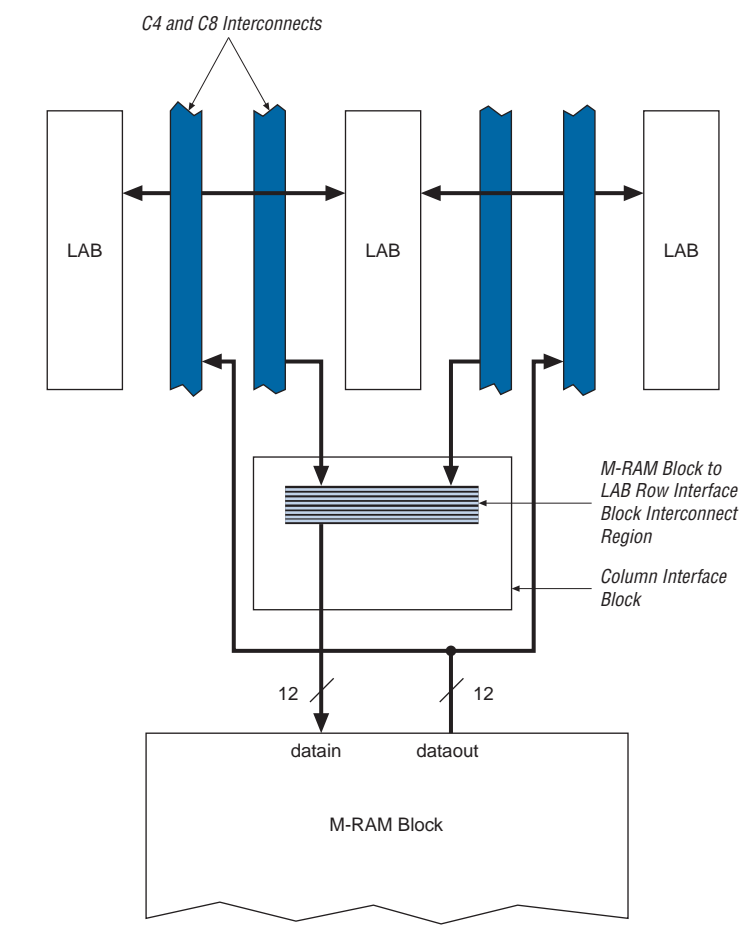 C4 and C8 Interconnects
LAB
LAB
LAB
M-RAM Block to
LAB Row Interface
Block Interconnect
Region
Column Interface
Block
12
12
datain
dataout
M-RAM Block